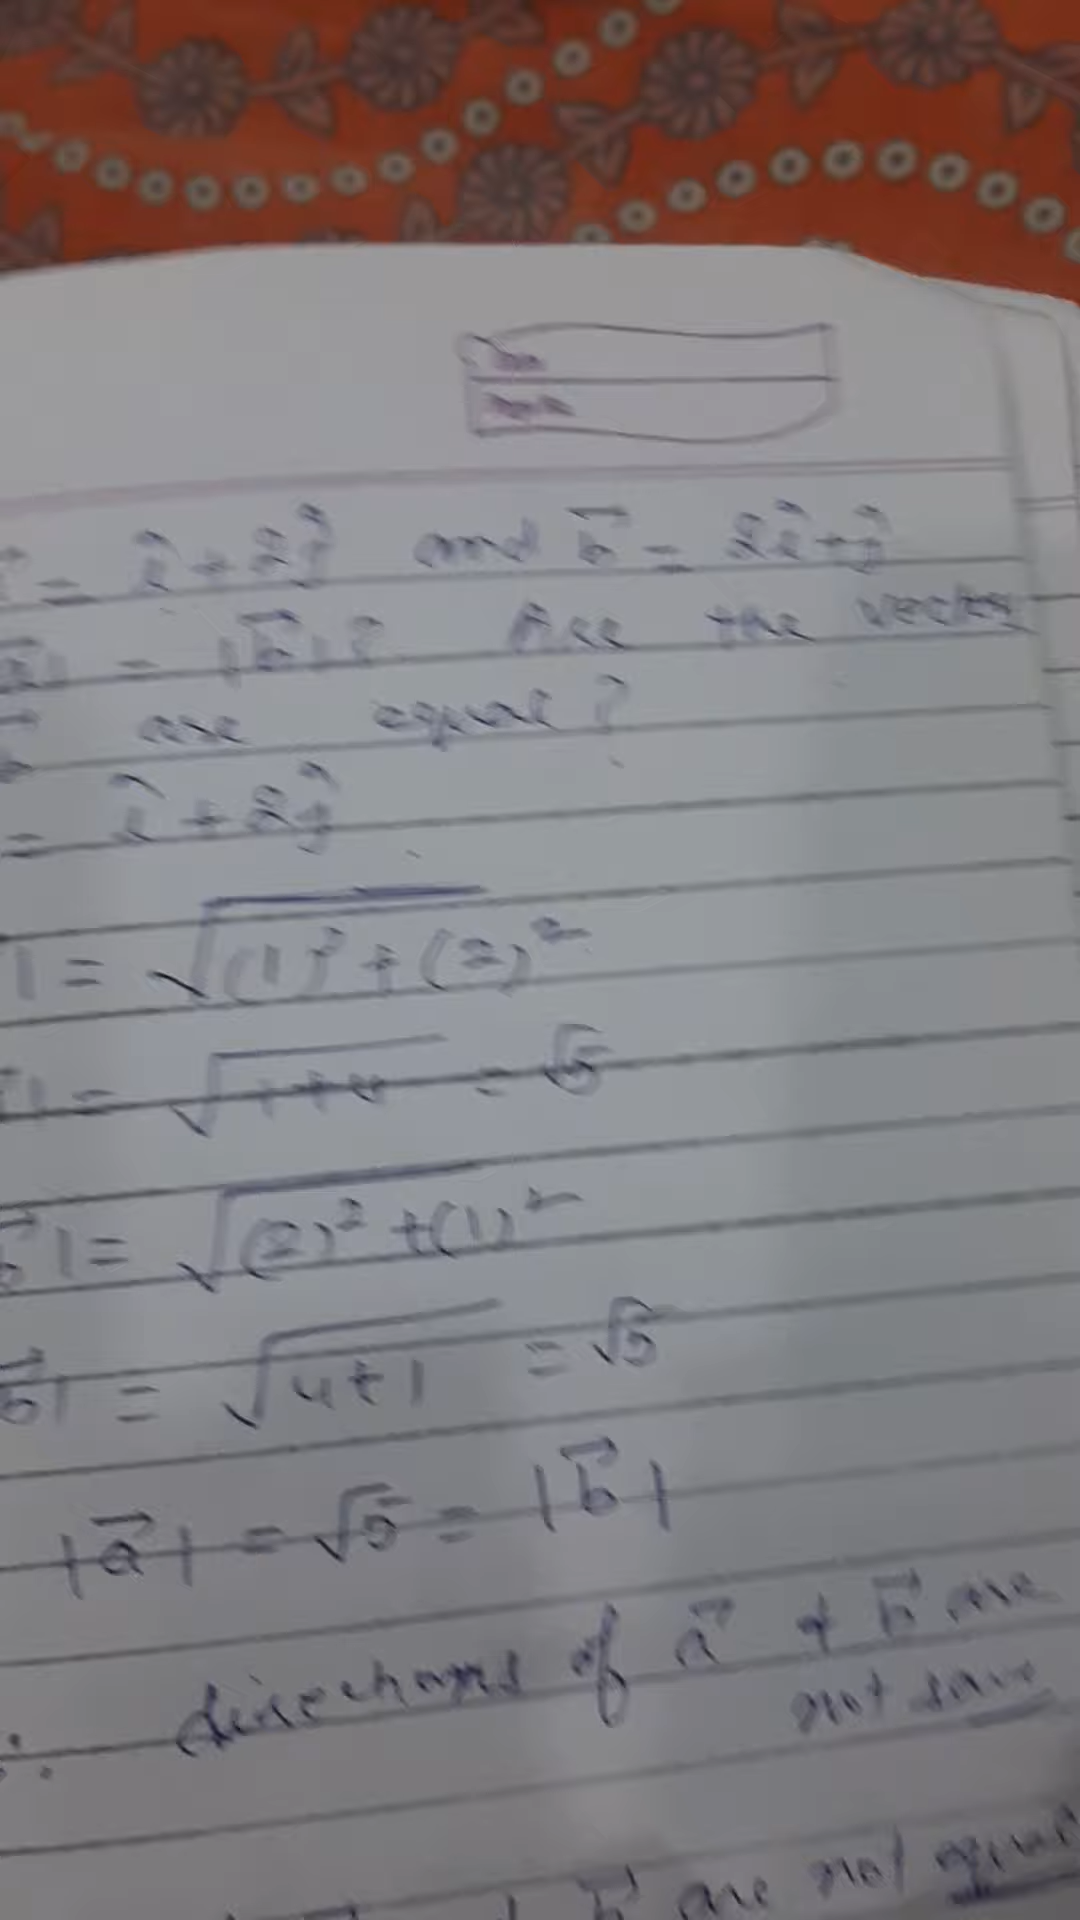 = î + 2ĵ and b⃗ = 2î + ĵ
|a⃗| = |b⃗|? Are the vectors
b⃗ are equal?
= î + 2ĵ
| = √(1)² + (2)²
| = √1+4 = √5
|b⃗| = √(2)² + (1)²
|b⃗| = √4+1 = √5
|a⃗| = √5 = |b⃗|
∴ directions of a⃗ & b⃗ are
not same
b⃗ are not equal